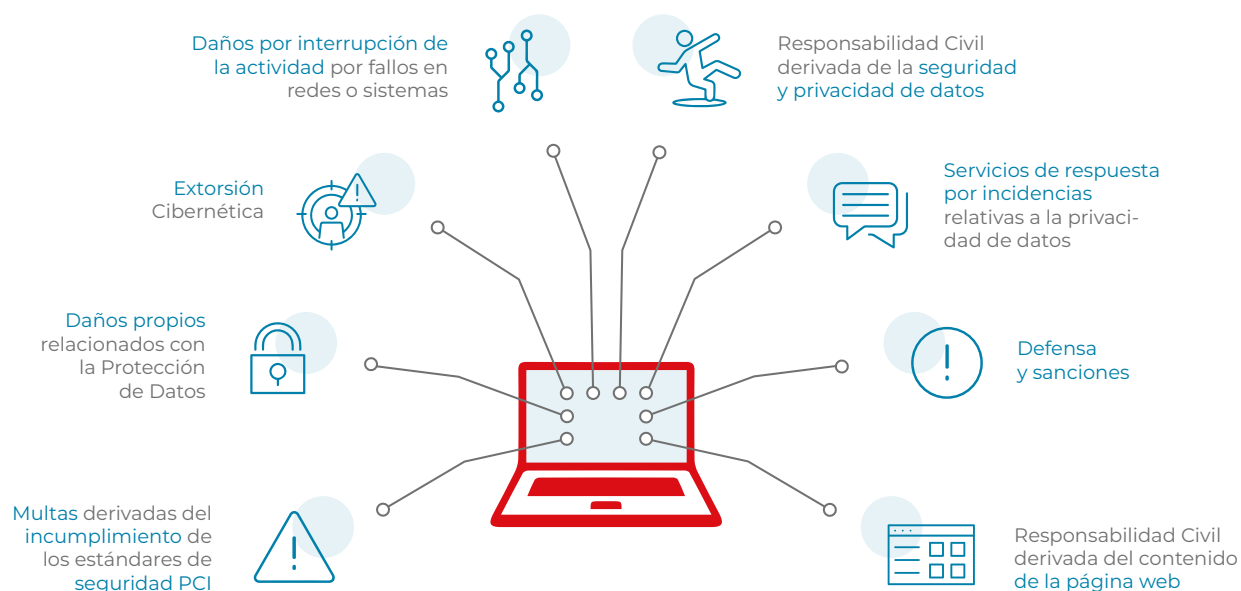 Daños por interrupción de
la actividad por fallos en
redes o sistemas
Responsabilidad Civil
derivada de la seguridad
y privacidad de datos
Extorsión
Cibernética
Servicios de respuesta
por incidencias
relativas a la privaci-
dad de datos
Daños propios
relacionados con
la Protección
de Datos
Defensa
y sanciones
Multas derivadas del
incumplimiento de
los estándares de
seguridad PCI
Responsabilidad Civil
derivada del contenido
de la página web